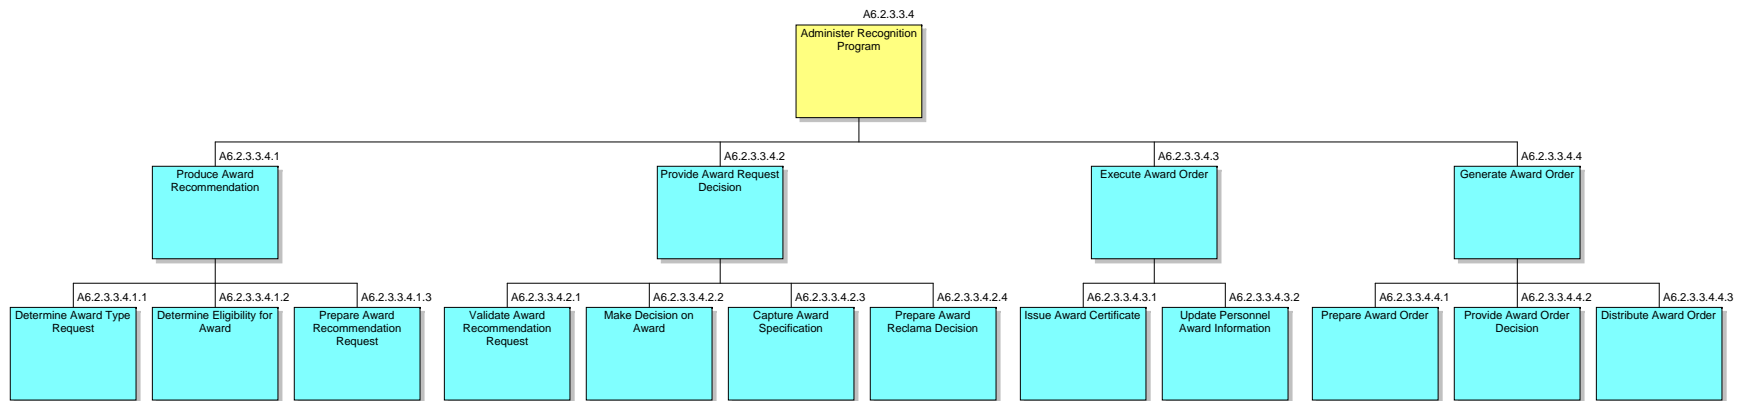 A6.2.3.3.4
Administer Recognition
Program
A6.2.3.3.4.1
Produce Award
Recommendation
A6.2.3.3.4.2
Provide Award Request
Decision
A6.2.3.3.4.3
Execute Award Order
A6.2.3.3.4.4
Generate Award Order
A6.2.3.3.4.1.1
Determine Award Type
Request
A6.2.3.3.4.1.2
Determine Eligibility for
Award
A6.2.3.3.4.1.3
Prepare Award
Recommendation
Request
A6.2.3.3.4.2.1
Validate Award
Recommendation
Request
A6.2.3.3.4.2.2
Make Decision on
Award
A6.2.3.3.4.2.3
Capture Award
Specification
A6.2.3.3.4.2.4
Prepare Award
Reclama Decision
A6.2.3.3.4.3.1
Issue Award Certificate
A6.2.3.3.4.3.2
Update Personnel
Award Information
A6.2.3.3.4.4.1
Prepare Award Order
A6.2.3.3.4.4.2
Provide Award Order
Decision
A6.2.3.3.4.4.3
Distribute Award Order